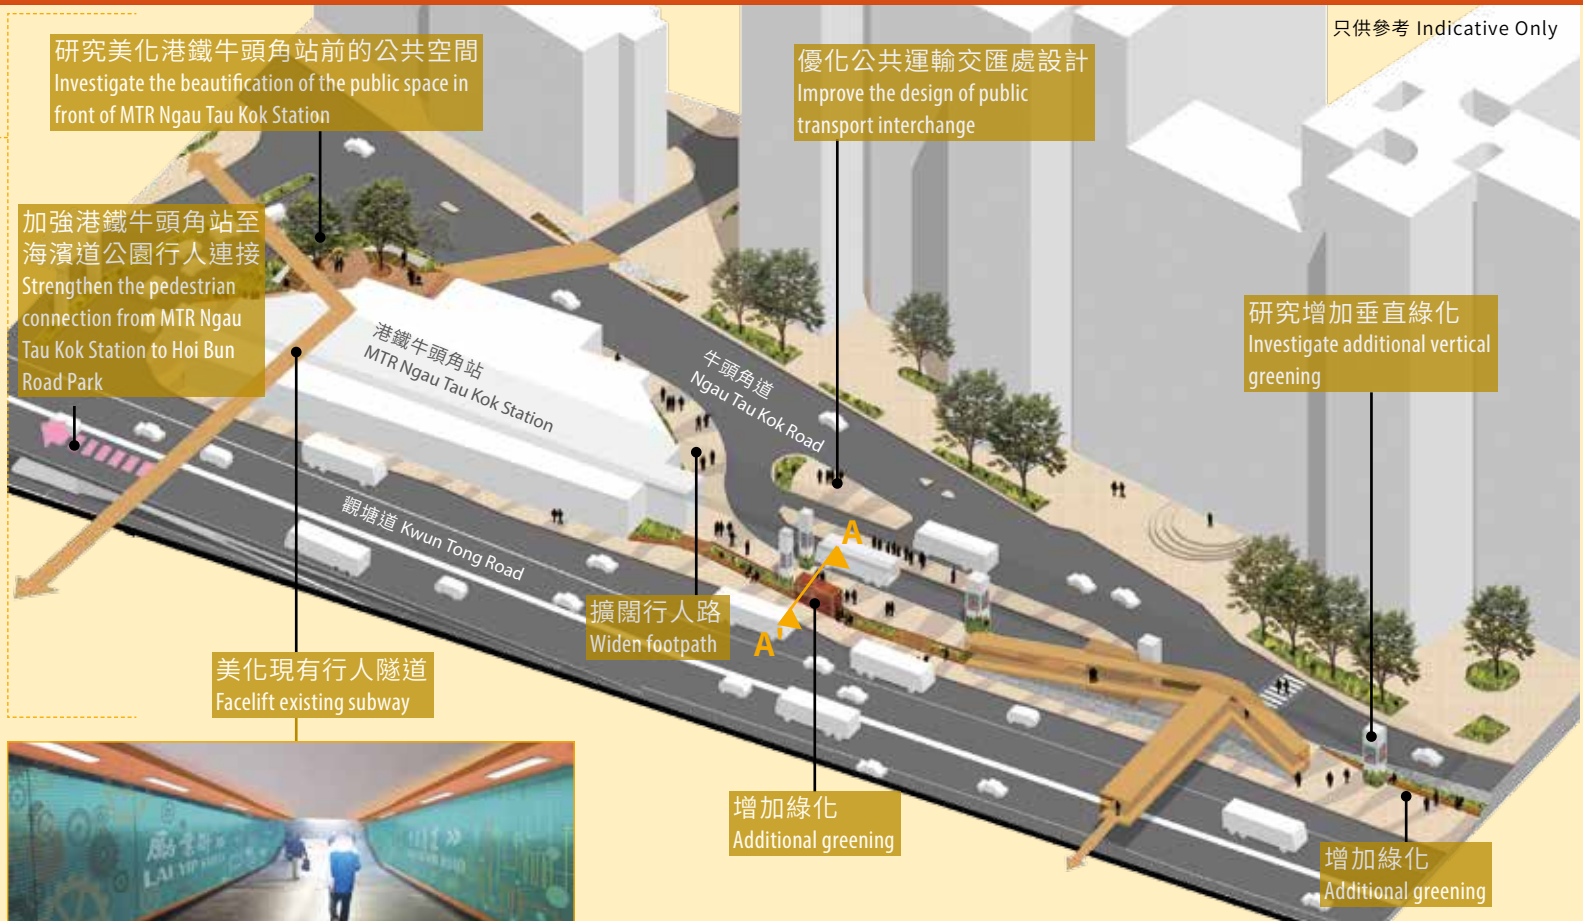 只供參考 Indicative Only
研究美化港鐵牛頭角站前的公共空間
Investigate the beautification of the public space in
front of MTR Ngau Tau Kok Station
優化公共運輸交匯處設計
Improve the design of public
transport interchange
加強港鐵牛頭角站至
海濱道公園行人連接
Strengthen the pedestrian
connection from MTR Ngau
Tau Kok Station to Hoi Bun
Road Park
研究增加垂直綠化
Investigate additional vertical
greening
港鐵牛頭角站
MTR Ngau Tau Kok Station
牛頭角道
Ngau Tau Kok Road
觀塘道 Kwun Tong Road
A
A'
擴闊行人路
Widen footpath
美化現有行人隧道
Facelift existing subway
增加綠化
Additional greening
增加綠化
Additional greening
LAI YIP